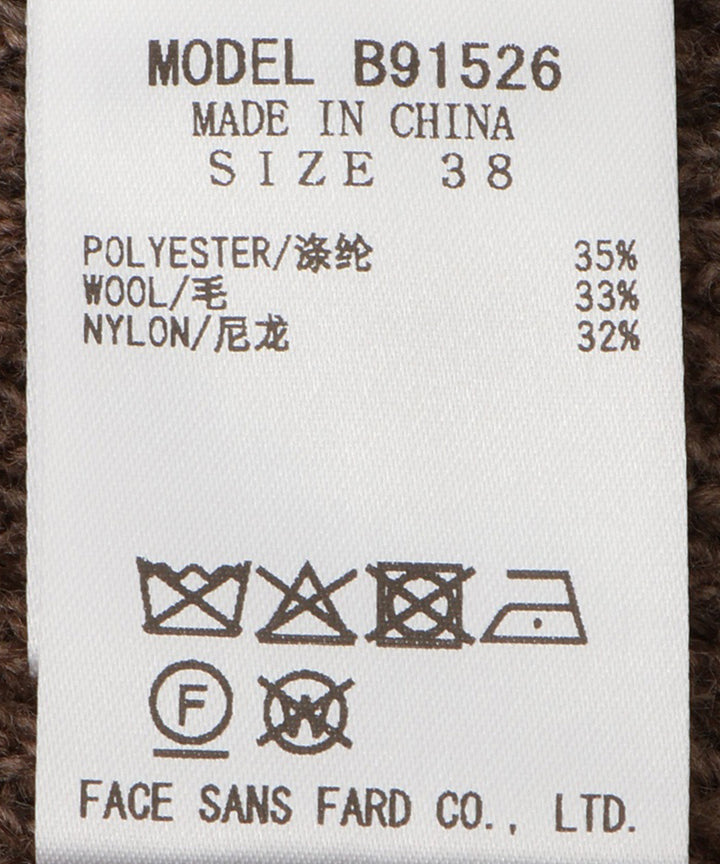 MODEL B91526
MADE IN CHINA
SIZE 38
POLYESTER/涤纶 35%
WOOL/毛 33%
NYLON/尼龙 32%
F W
FACE SANS FARD CO., LTD.